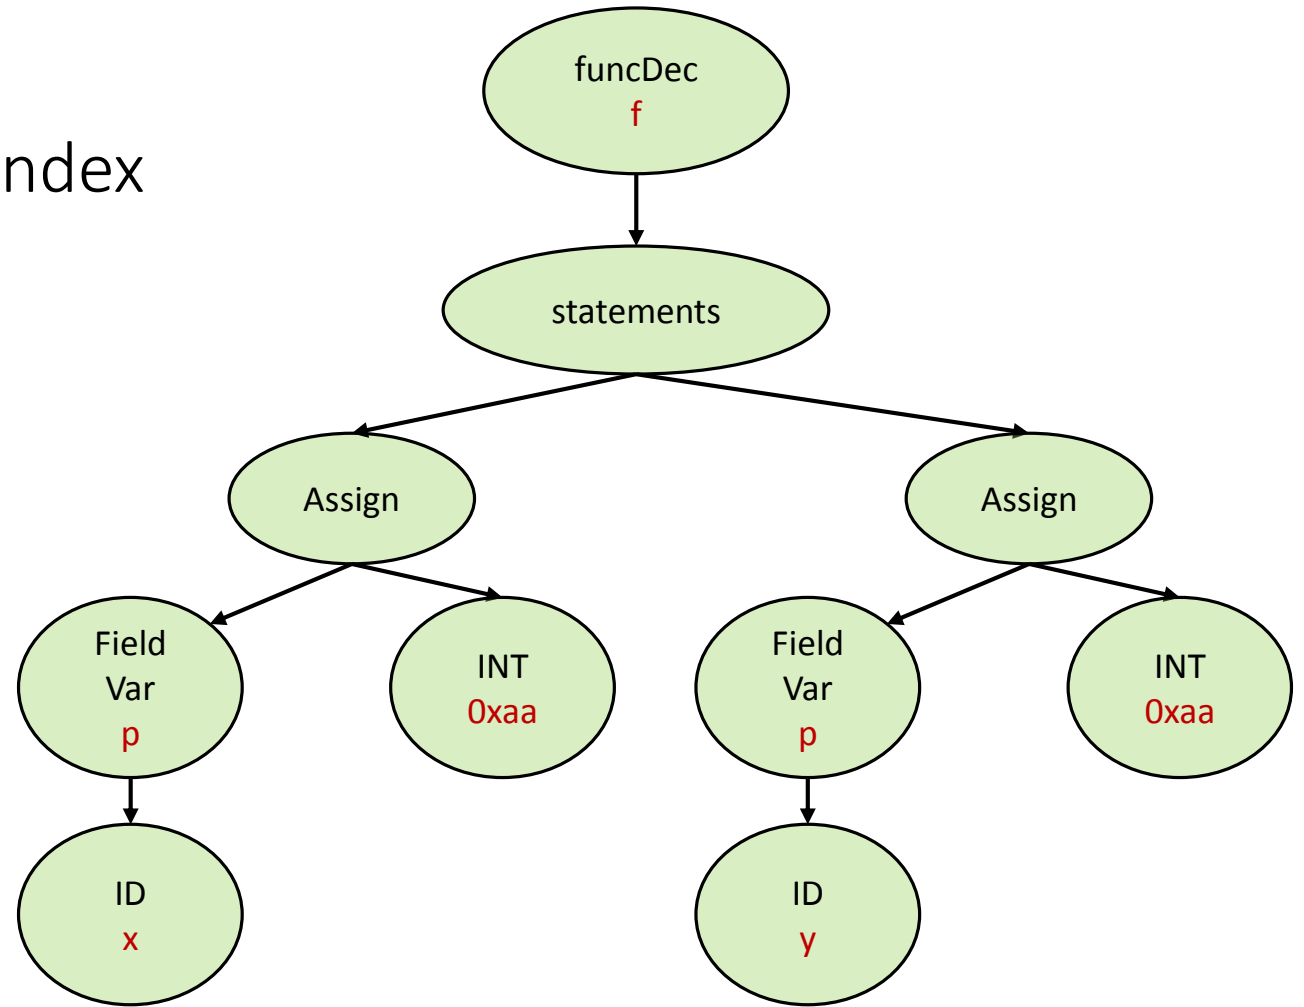 funcDec
f
ndex
statements
Assign
Assign
Field
Var
p
INT
0xaa
Field
Var
p
INT
0xaa
ID
x
ID
y